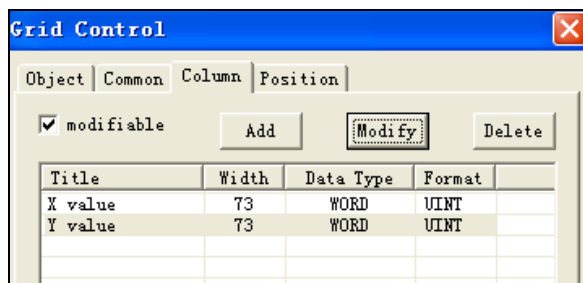 Grid Control
Object Common Column Position
modifiable Add Modify Delete
Title Width Data Type Format
X value 73 WORD UINT
Y value 73 WORD UINT